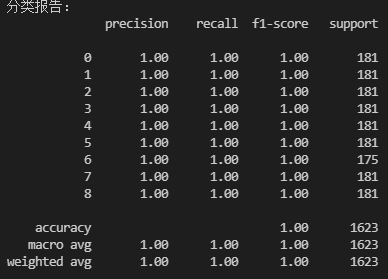 分类报告:
precision recall f1-score support
0 1.00 1.00 1.00 181
1 1.00 1.00 1.00 181
2 1.00 1.00 1.00 181
3 1.00 1.00 1.00 181
4 1.00 1.00 1.00 181
5 1.00 1.00 1.00 181
6 1.00 1.00 1.00 175
7 1.00 1.00 1.00 181
8 1.00 1.00 1.00 181
accuracy 1.00 1623
macro avg 1.00 1.00 1.00 1623
weighted avg 1.00 1.00 1.00 1623